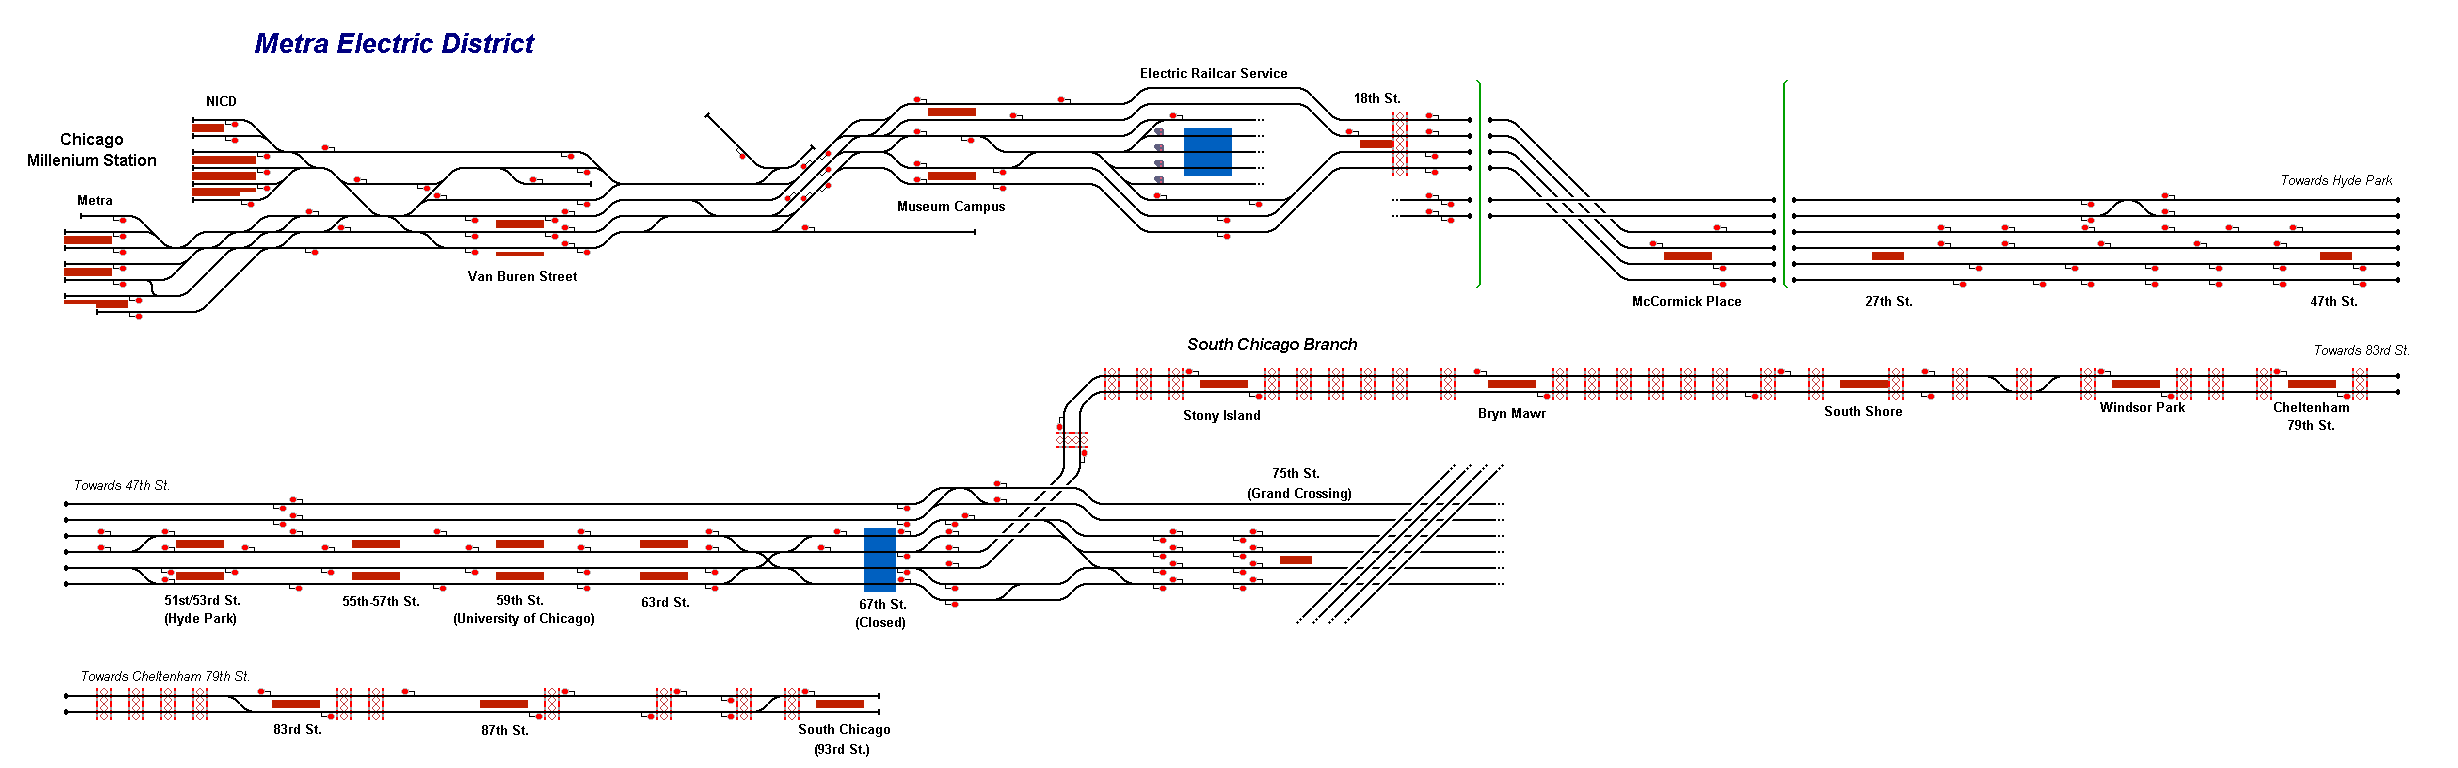 Metra Electric District
Electric Railcar Service
NICD
18th St.
Chicago
Millenium Station
Metra
Museum Campus
Towards Hyde Park
Van Buren Street
McCormick Place
27th St.
47th St.
South Chicago Branch
Towards 83rd St.
Stony Island
Bryn Mawr
South Shore
Windsor Park
Cheltenham
79th St.
Towards 47th St.
75th St.
(Grand Crossing)
51st/53rd St.
(Hyde Park)
55th-57th St.
59th St.
(University of Chicago)
63rd St.
67th St.
(Closed)
Towards Cheltenham 79th St.
83rd St.
87th St.
South Chicago
(93rd St.)